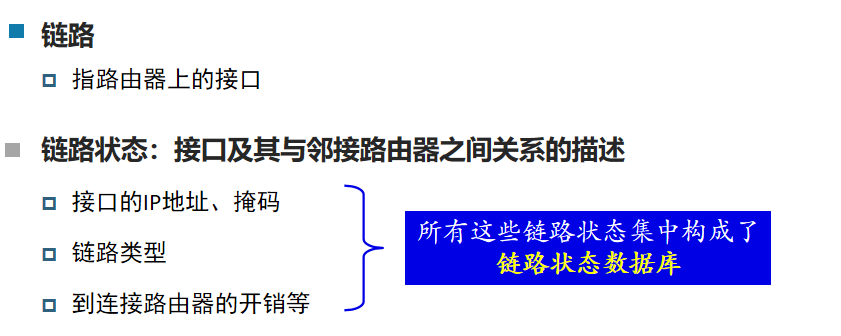 链路
指路由器上的接口
链路状态：接口及其与邻接路由器之间关系的描述
接口的IP地址、掩码
链路类型
到连接路由器的开销等
所有这些链路状态集中构成了
链路状态数据库